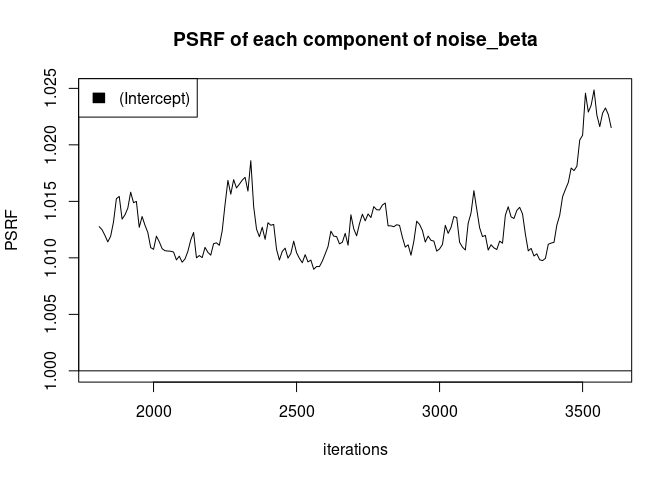 PSRF of each component of noise_beta
(Intercept)
PSRF
1.025
1.020
1.015
1.010
1.005
1.000
2000 2500 3000 3500
iterations